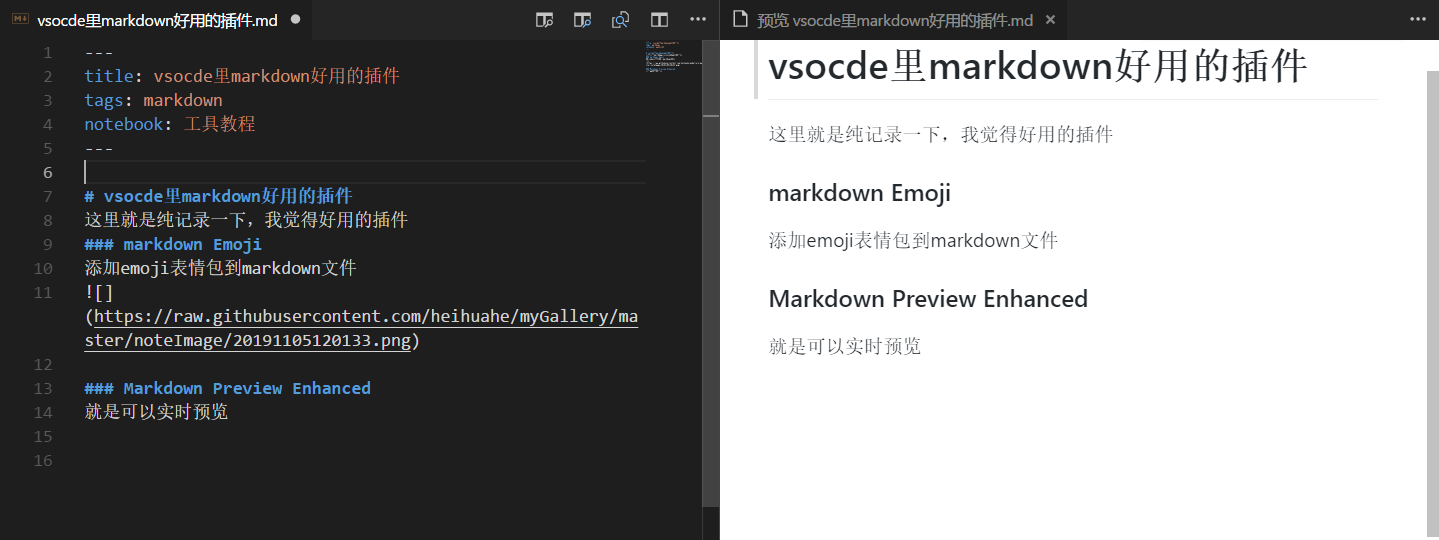 vsocde里markdown好用的插件.md
1 ---
2 title: vsocde里markdown好用的插件
3 tags: markdown
4 notebook: 工具教程
5 ---
6
7 # vsocde里markdown好用的插件
8 这里就是纯记录一下，我觉得好用的插件
9 ### markdown Emoji
10 添加emoji表情包到markdown文件
11 ![]
(https://raw.githubusercontent.com/heihuahe/myGallery/ma
ster/noteImage/20191105120133.png)
12
13 ### Markdown Preview Enhanced
14 就是可以实时预览
15
16
预览 vsocde里markdown好用的插件.md
vsocde里markdown好用的插件
这里就是纯记录一下，我觉得好用的插件
markdown Emoji
添加emoji表情包到markdown文件
Markdown Preview Enhanced
就是可以实时预览